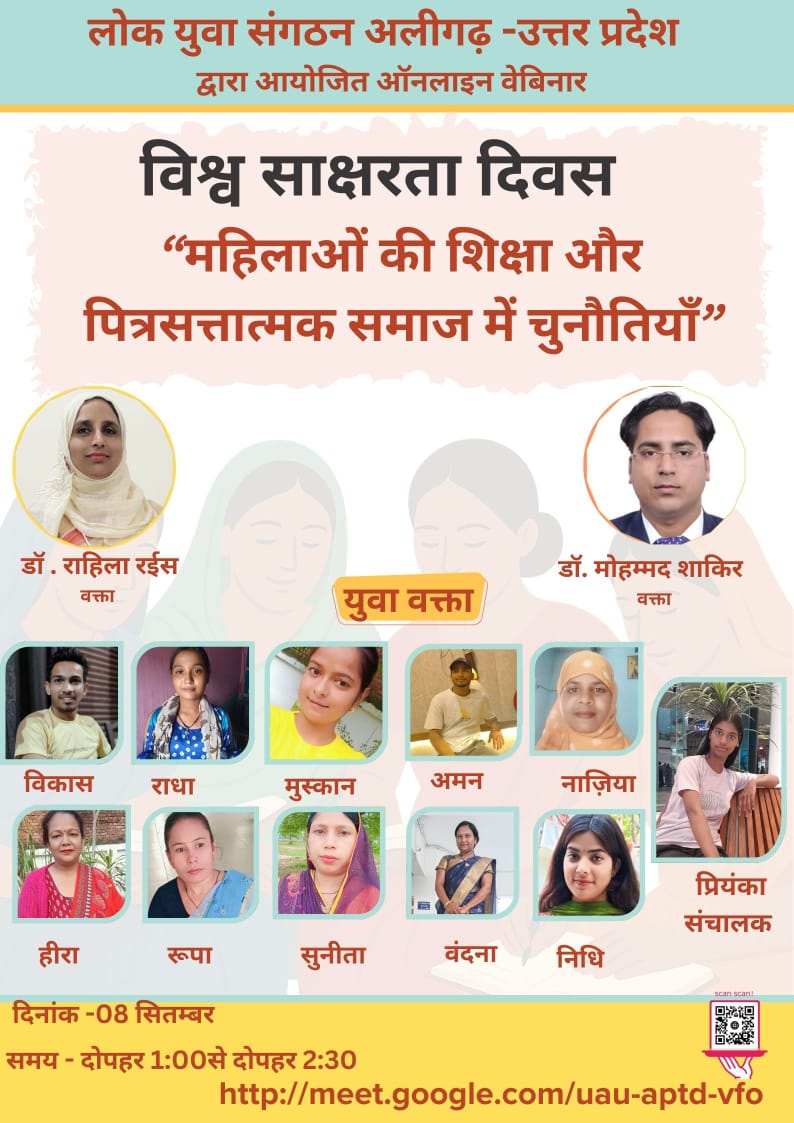 लोक युवा संगठन अलीगढ़ -उत्तर प्रदेश
द्वारा आयोजित ऑनलाइन वेबिनार
विश्व साक्षरता दिवस
“महिलाओं की शिक्षा और
पित्रसत्तात्मक समाज में चुनौतियाँ”
डॉ . राहिला रईस
वक्ता
डॉ. मोहम्मद शाकिर
वक्ता
युवा वक्ता
विकास
राधा
मुस्कान
अमन
नाज़िया
प्रियंका
संचालक
हीरा
रूपा
सुनीता
वंदना
निधि
दिनांक -08 सितम्बर
समय - दोपहर 1:00से दोपहर 2:30
scan scan!
http://meet.google.com/uau-aptd-vfo